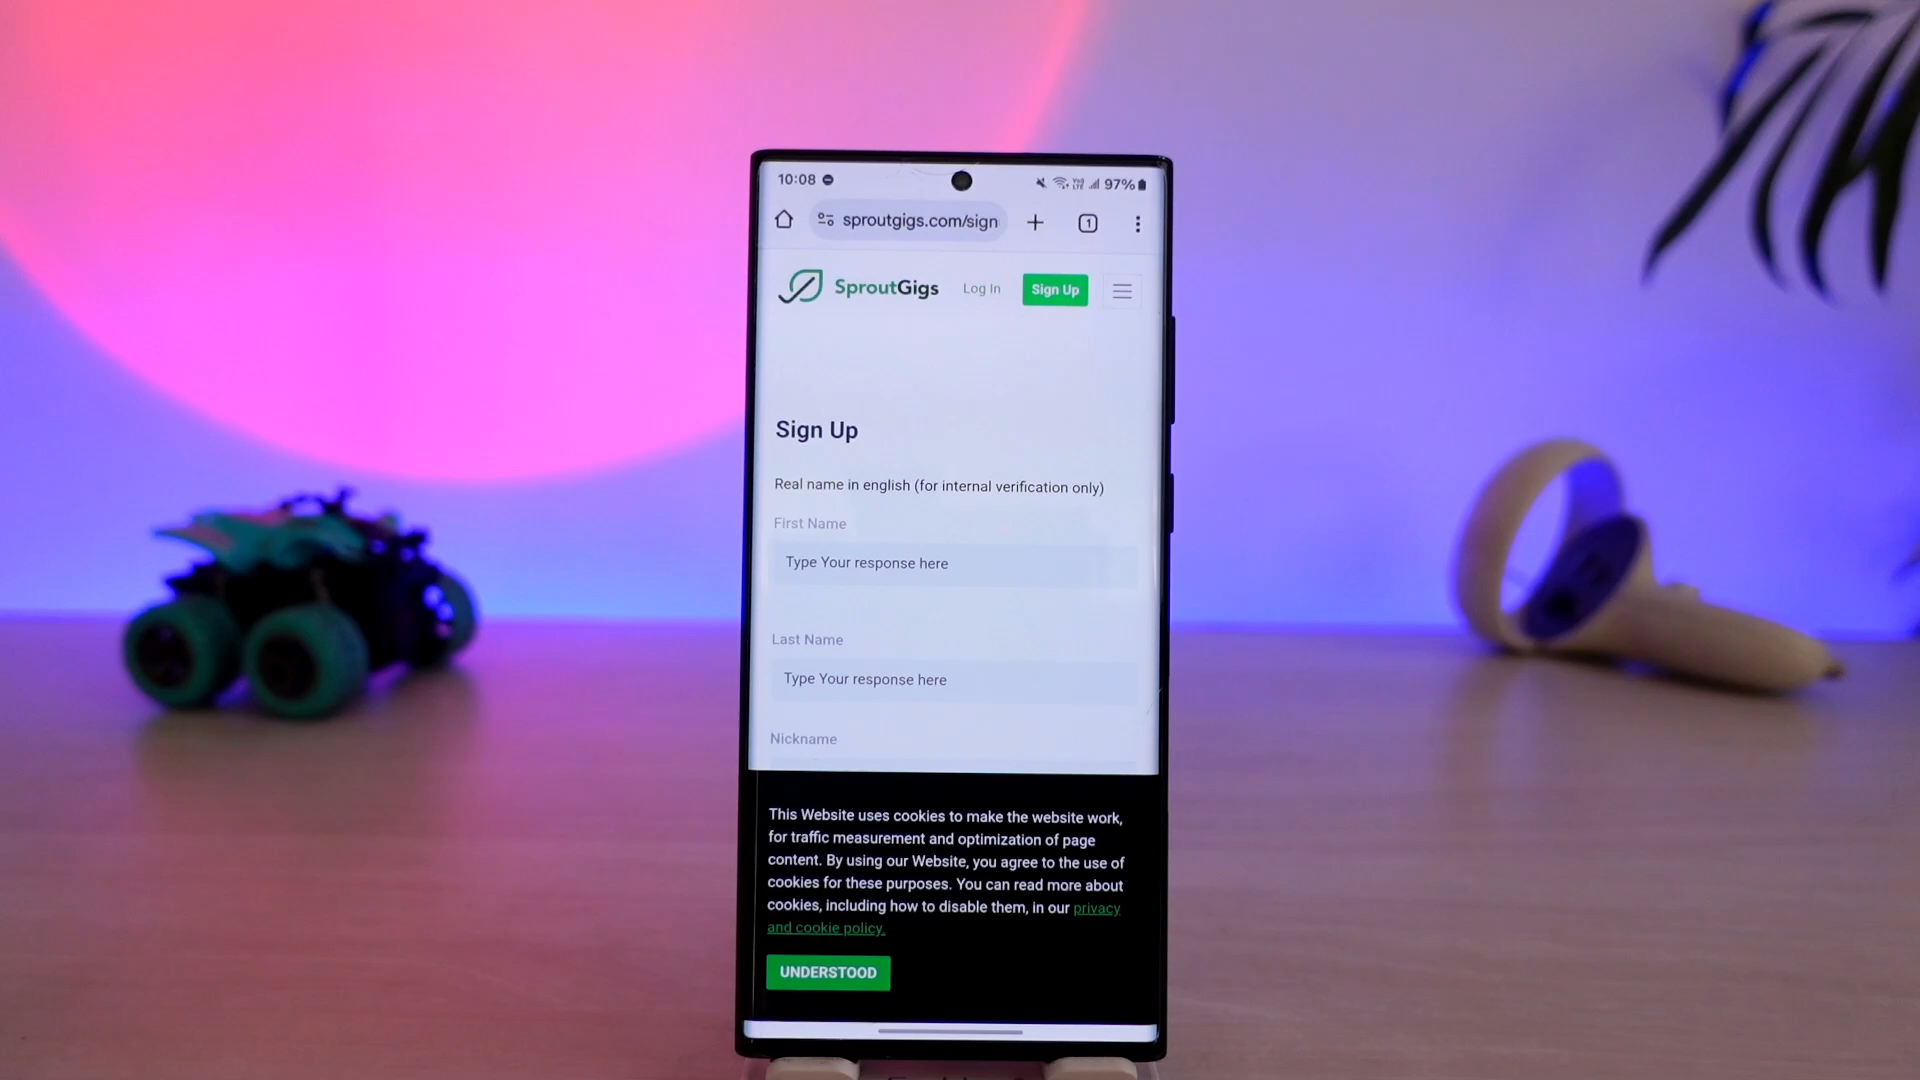 10:08
Vo) LTE 97%
sproutgigs.com/sign
1
SproutGigs
Log In
Sign Up
Sign Up
Real name in english (for internal verification only)
First Name
Type Your response here
Last Name
Type Your response here
Nickname
This Website uses cookies to make the website work,
for traffic measurement and optimization of page
content. By using our Website, you agree to the use of
cookies for these purposes. You can read more about
cookies, including how to disable them, in our privacy
and cookie policy.
UNDERSTOOD